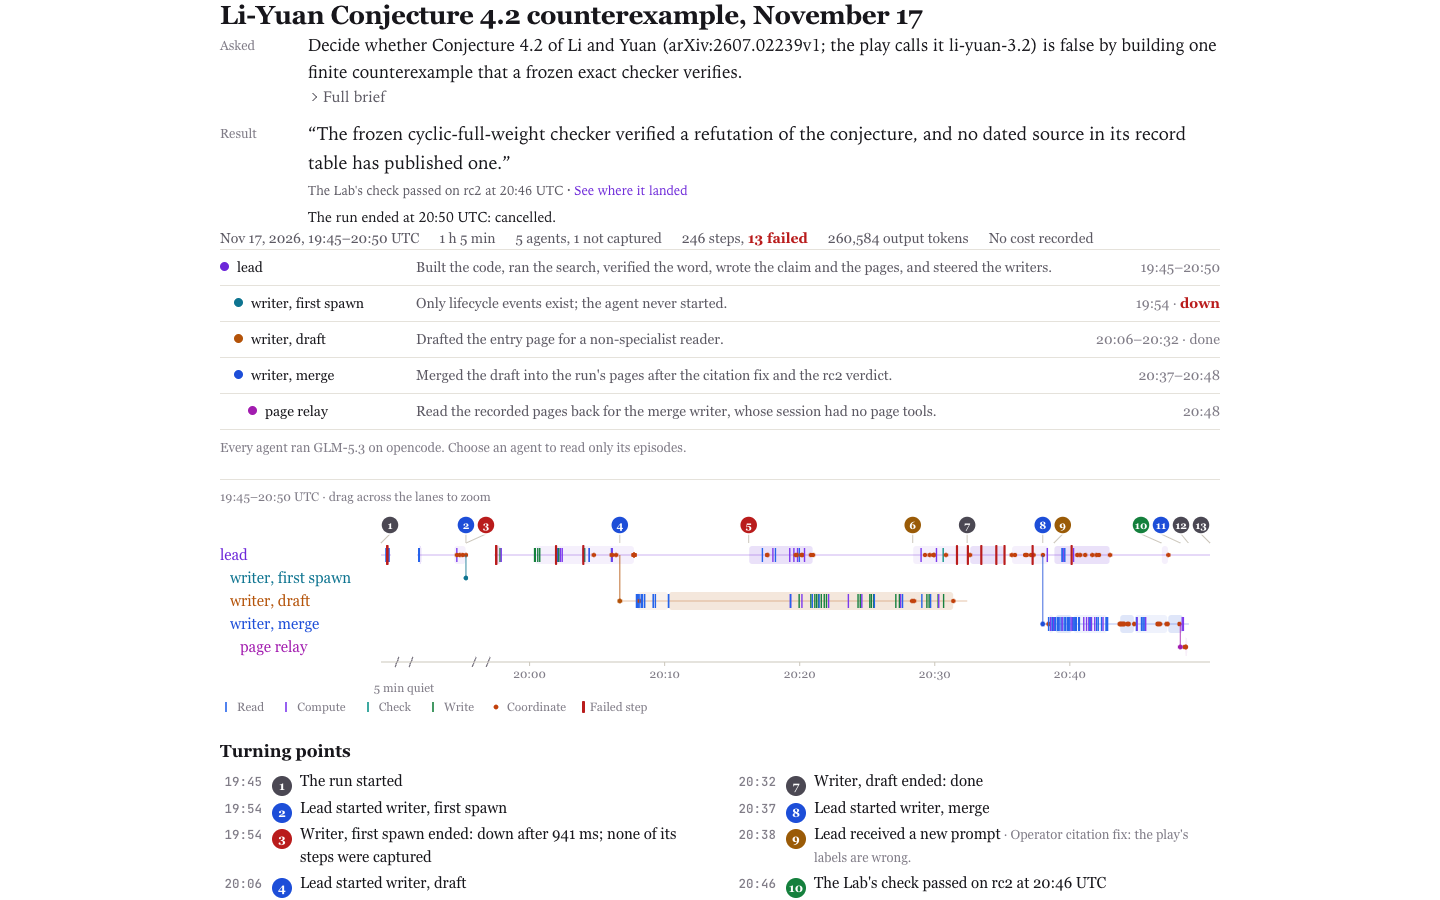 Li-Yuan Conjecture 4.2 counterexample, November 17
Asked
Decide whether Conjecture 4.2 of Li and Yuan (arXiv:2607.02239v1; the play calls it li-yuan-3.2) is false by building one
finite counterexample that a frozen exact checker verifies.
> Full brief
Result
“The frozen cyclic-full-weight checker verified a refutation of the conjecture, and no dated source in its record
table has published one.”
The Lab's check passed on rc2 at 20:46 UTC · See where it landed
The run ended at 20:50 UTC: cancelled.
Nov 17, 2026, 19:45–20:50 UTC 1 h 5 min 5 agents, 1 not captured 246 steps, 13 failed 260,584 output tokens No cost recorded
lead Built the code, ran the search, verified the word, wrote the claim and the pages, and steered the writers. 19:45–20:50
writer, first spawn Only lifecycle events exist; the agent never started. 19:54 · down
writer, draft Drafted the entry page for a non-specialist reader. 20:06–20:32 · done
writer, merge Merged the draft into the run's pages after the citation fix and the rc2 verdict. 20:37–20:48
page relay Read the recorded pages back for the merge writer, whose session had no page tools. 20:48
Every agent ran GLM-5.3 on opencode. Choose an agent to read only its episodes.
19:45–20:50 UTC · drag across the lanes to zoom
1 2 3 4 5 6 7 8 9 10 11 12 13
lead
writer, first spawn
writer, draft
writer, merge
page relay
20:00 20:10 20:20 20:30 20:40
5 min quiet
Read Compute Check Write Coordinate Failed step
Turning points
19:45 1 The run started
19:54 2 Lead started writer, first spawn
19:54 3 Writer, first spawn ended: down after 941 ms; none of its
steps were captured
20:06 4 Lead started writer, draft
20:32 7 Writer, draft ended: done
20:37 8 Lead started writer, merge
20:38 9 Lead received a new prompt · Operator citation fix: the play's
labels are wrong.
20:46 10 The Lab's check passed on rc2 at 20:46 UTC